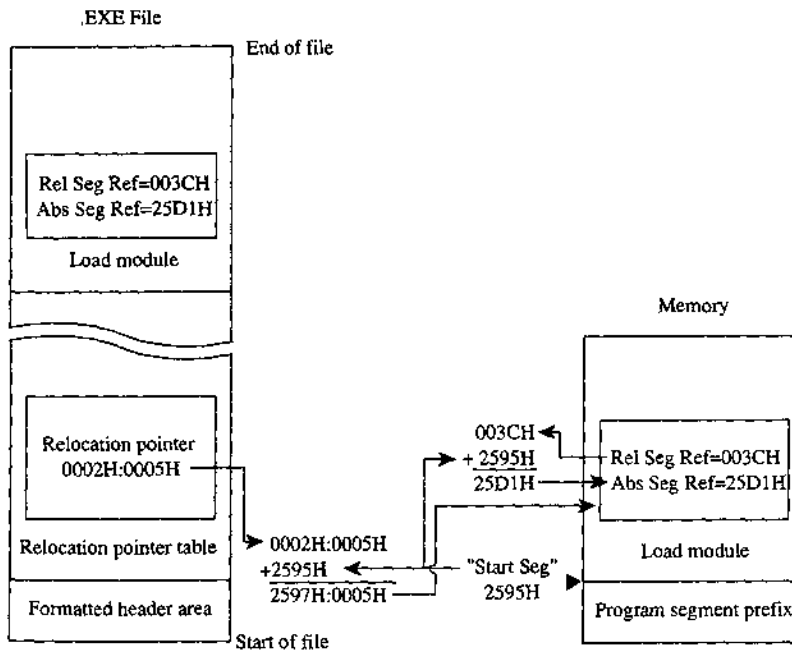 .EXE File
End of file
Rel Seg Ref=003CH
Abs Seg Ref=25D1H
Load module
Relocation pointer
0002H:0005H
Relocation pointer table
Formatted header area
Start of file
0002H:0005H
+2595H
2597H:0005H
003CH
+2595H
25D1H
"Start Seg"
2595H
Memory
Rel Seg Ref=003CH
Abs Seg Ref=25D1H
Load module
Program segment prefix